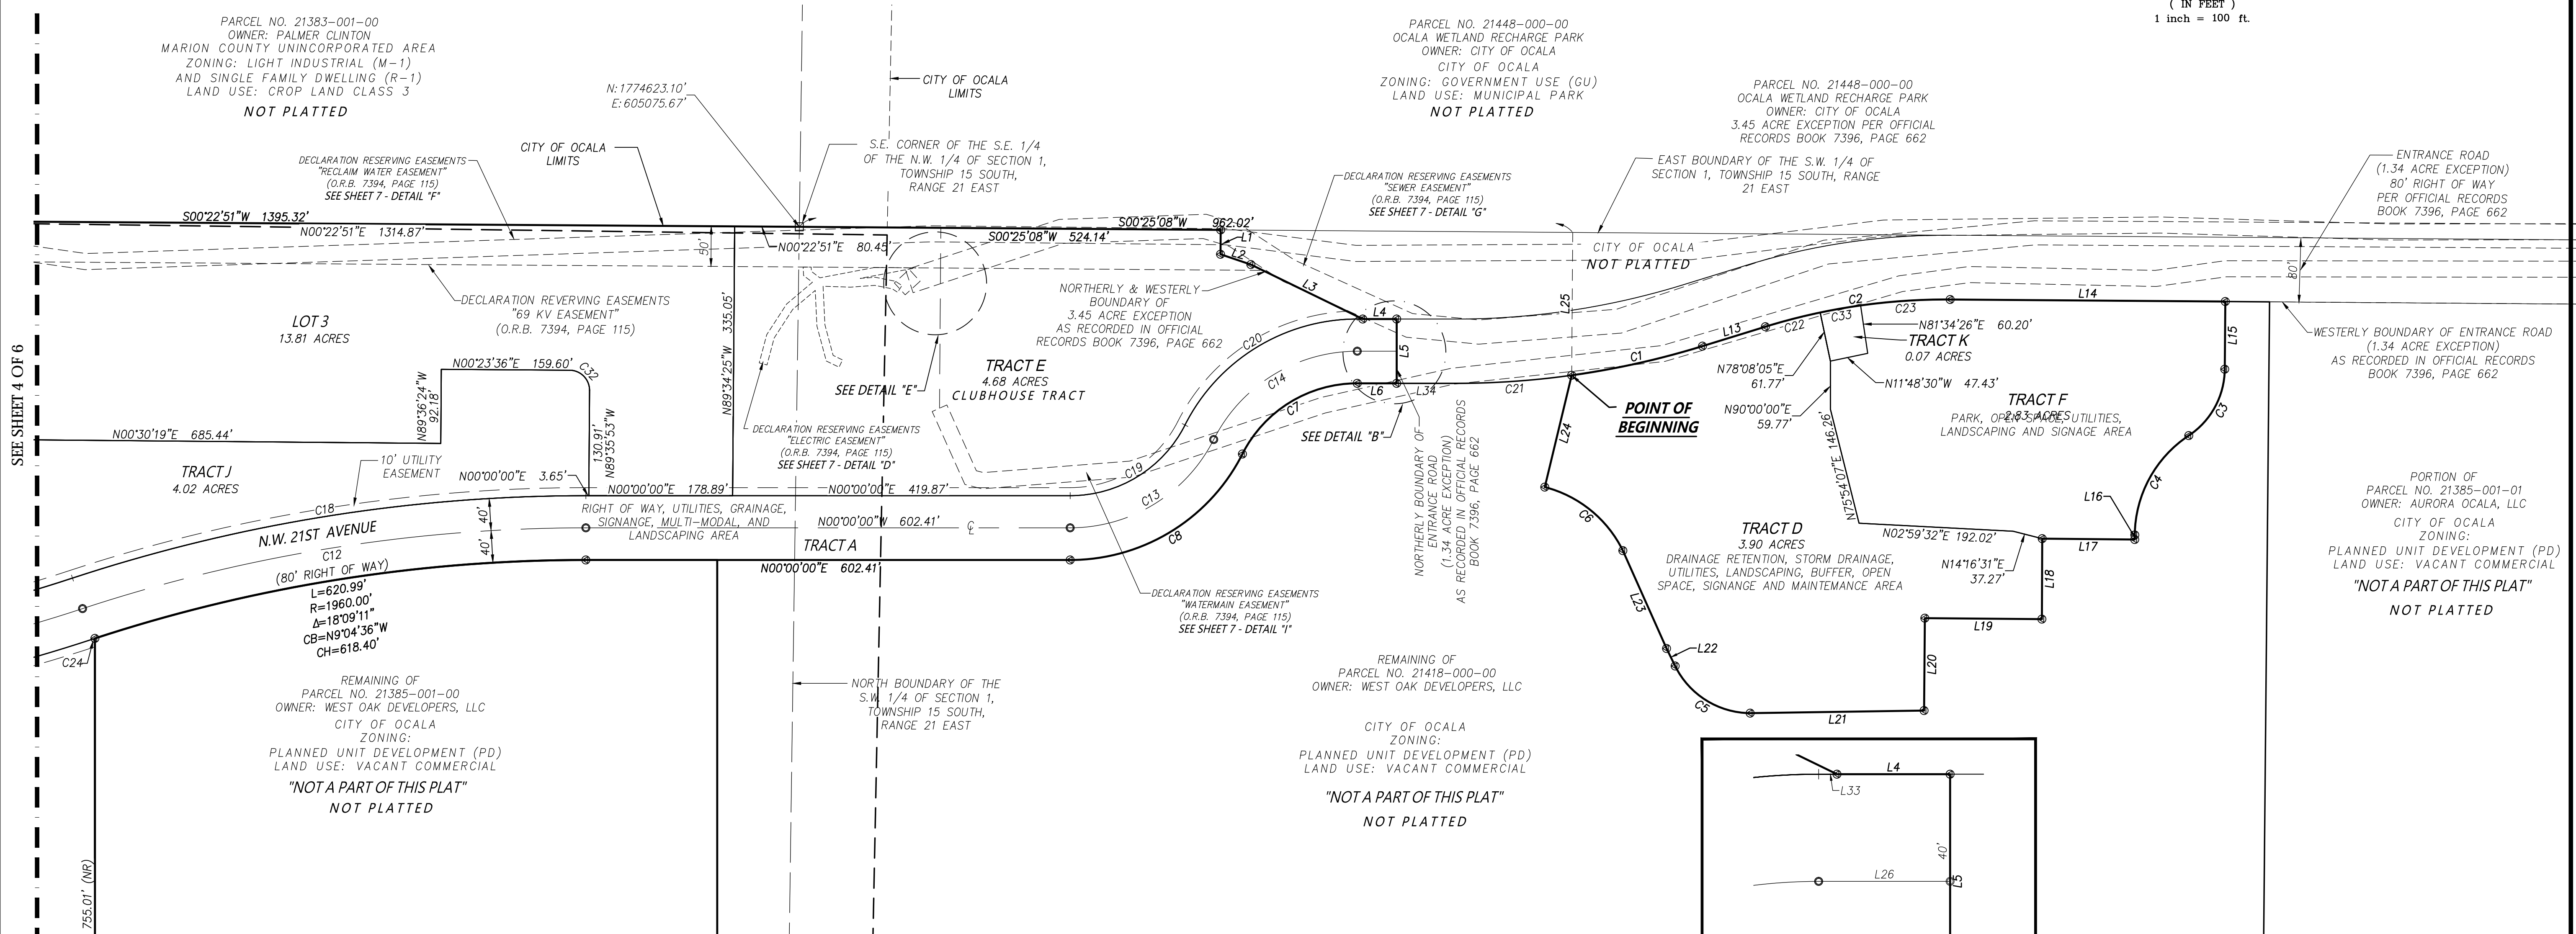 ( IN FEET )
1 inch = 100 ft.
PARCEL NO. 21383-001-00
OWNER: PALMER CLINTON
MARION COUNTY UNINCORPORATED AREA
ZONING: LIGHT INDUSTRIAL (M-1)
AND SINGLE FAMILY DWELLING (R-1)
LAND USE: CROP LAND CLASS 3
NOT PLATTED
N:1774623.10'
E:605075.67'
CITY OF OCALA
LIMITS
PARCEL NO. 21448-000-00
OCALA WETLAND RECHARGE PARK
OWNER: CITY OF OCALA
CITY OF OCALA
ZONING: GOVERNMENT USE (GU)
LAND USE: MUNICIPAL PARK
NOT PLATTED
PARCEL NO. 21448-000-00
OCALA WETLAND RECHARGE PARK
OWNER: CITY OF OCALA
3.45 ACRE EXCEPTION PER OFFICIAL
RECORDS BOOK 7396, PAGE 662
DECLARATION RESERVING EASEMENTS
"RECLAIM WATER EASEMENT"
(O.R.B. 7394, PAGE 115)
SEE SHEET 7 - DETAIL "F"
CITY OF OCALA
LIMITS
S.E. CORNER OF THE S.E. 1/4
OF THE N.W. 1/4 OF SECTION 1,
TOWNSHIP 15 SOUTH,
RANGE 21 EAST
DECLARATION RESERVING EASEMENTS
"SEWER EASEMENT"
(O.R.B. 7394, PAGE 115)
SEE SHEET 7 - DETAIL "G"
EAST BOUNDARY OF THE S.W. 1/4 OF
SECTION 1, TOWNSHIP 15 SOUTH, RANGE
21 EAST
ENTRANCE ROAD
(1.34 ACRE EXCEPTION)
80' RIGHT OF WAY
PER OFFICIAL RECORDS
BOOK 7396, PAGE 662
S00°22'51"W 1395.32'
N00°22'51"E 1314.87'
50'
N00°22'51"E 80.45'
S00°25'08"W 962.02'
S00°25'08"W 524.14'
L1
L2
L3
L4
L5
L6
L34
L25
CITY OF OCALA
NOT PLATTED
80'
DECLARATION REVERVING EASEMENTS
"69 KV EASEMENT"
(O.R.B. 7394, PAGE 115)
NORTHERLY & WESTERLY
BOUNDARY OF
3.45 ACRE EXCEPTION
AS RECORDED IN OFFICIAL
RECORDS BOOK 7396, PAGE 662
LOT 3
13.81 ACRES
N89°34'25"W 335.05'
SEE SHEET 4 OF 6
N00°23'36"E 159.60'
C32
N89°36'24"W
92.18'
N00°30'19"E 685.44'
130.91'
N89°35'53"W
TRACT E
4.68 ACRES
CLUBHOUSE TRACT
SEE DETAIL "E"
DECLARATION RESERVING EASEMENTS
"ELECTRIC EASEMENT"
(O.R.B. 7394, PAGE 115)
SEE SHEET 7 - DETAIL "D"
C20
C14
C7
C19
C13
C8
SEE DETAIL "B"
C21
C1
L13
C22
C33
C2
C23
L14
L15
N81°34'26"E 60.20'
TRACT K
0.07 ACRES
N78°08'05"E
61.77'
N11°48'30"W 47.43'
N90°00'00"E
59.77'
POINT OF
BEGINNING
WESTERLY BOUNDARY OF ENTRANCE ROAD
(1.34 ACRE EXCEPTION)
AS RECORDED IN OFFICIAL RECORDS
BOOK 7396, PAGE 662
TRACT F
2.83 ACRES
PARK, OPEN SPACE, UTILITIES,
LANDSCAPING AND SIGNAGE AREA
C3
C4
L16
L17
L18
L19
L20
L21
C5
L22
L23
C6
L24
N75°54'07"E 146.26'
N02°59'32"E 192.02'
N14°16'31"E
37.27'
TRACT D
3.90 ACRES
DRAINAGE RETENTION, STORM DRAINAGE,
UTILITIES, LANDSCAPING, BUFFER, OPEN
SPACE, SIGNANGE AND MAINTEMANCE AREA
NORTHERLY BOUNDARY OF
ENTRANCE ROAD
(1.34 ACRE EXCEPTION)
AS RECORDED IN OFFICIAL RECORDS
BOOK 7396, PAGE 662
PORTION OF
PARCEL NO. 21385-001-01
OWNER: AURORA OCALA, LLC
CITY OF OCALA
ZONING:
PLANNED UNIT DEVELOPMENT (PD)
LAND USE: VACANT COMMERCIAL
"NOT A PART OF THIS PLAT"
NOT PLATTED
TRACT J
4.02 ACRES
10' UTILITY
EASEMENT
N00°00'00"E 3.65'
N00°00'00"E 178.89'
N00°00'00"E 419.87'
C18
N.W. 21ST AVENUE
C12
(80' RIGHT OF WAY)
40'
40'
RIGHT OF WAY, UTILITIES, GRAINAGE,
SIGNANGE, MULTI-MODAL, AND
LANDSCAPING AREA
N00°00'00"W 602.41'
TRACT A
N00°00'00"E 602.41'
L=620.99'
R=1960.00'
Δ=18°09'11"
CB=N9°04'36"W
CH=618.40'
C24
DECLARATION RESERVING EASEMENTS
"WATERMAIN EASEMENT"
(O.R.B. 7394, PAGE 115)
SEE SHEET 7 - DETAIL "I"
REMAINING OF
PARCEL NO. 21385-001-00
OWNER: WEST OAK DEVELOPERS, LLC
CITY OF OCALA
ZONING:
PLANNED UNIT DEVELOPMENT (PD)
LAND USE: VACANT COMMERCIAL
"NOT A PART OF THIS PLAT"
NOT PLATTED
755.01' (NR)
NORTH BOUNDARY OF THE
S.W. 1/4 OF SECTION 1,
TOWNSHIP 15 SOUTH,
RANGE 21 EAST
REMAINING OF
PARCEL NO. 21418-000-00
OWNER: WEST OAK DEVELOPERS, LLC
CITY OF OCALA
ZONING:
PLANNED UNIT DEVELOPMENT (PD)
LAND USE: VACANT COMMERCIAL
"NOT A PART OF THIS PLAT"
NOT PLATTED
L4
L33
40'
L26
L5